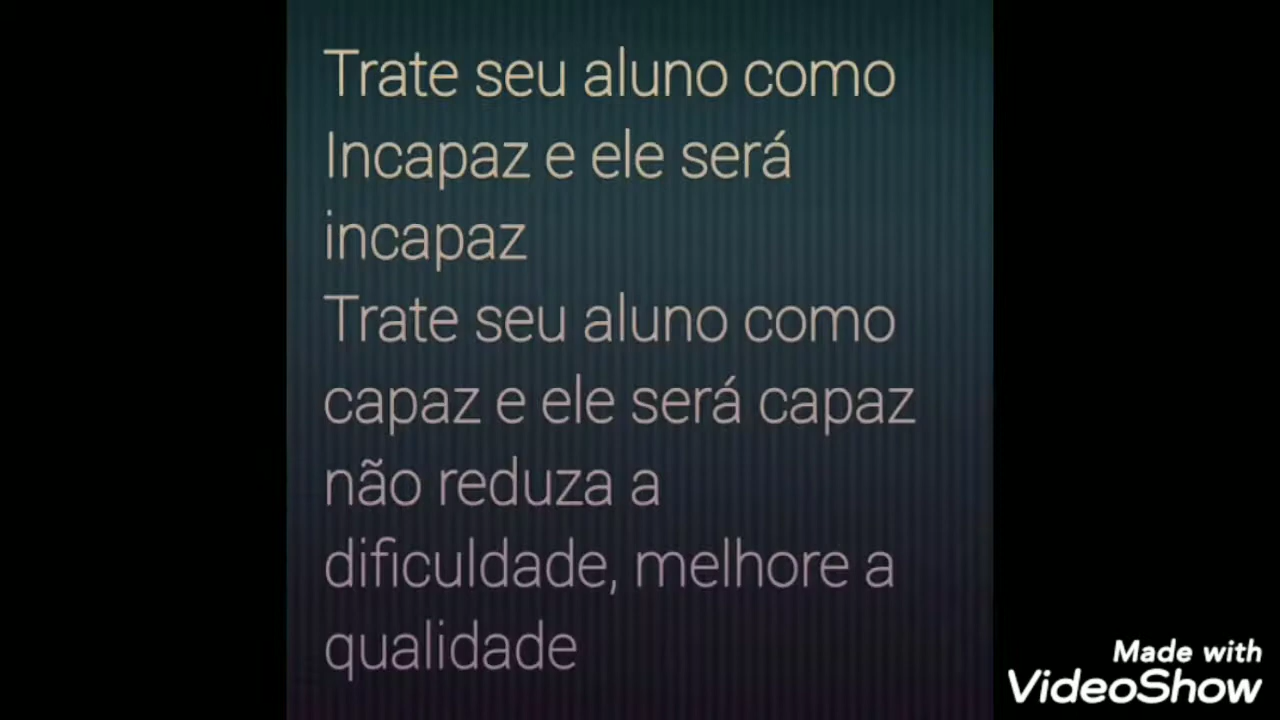 Trate seu aluno como
Incapaz e ele será
incapaz
Trate seu aluno como
capaz e ele será capaz
não reduza a
dificuldade, melhore a
qualidade
Made with
VideoShow